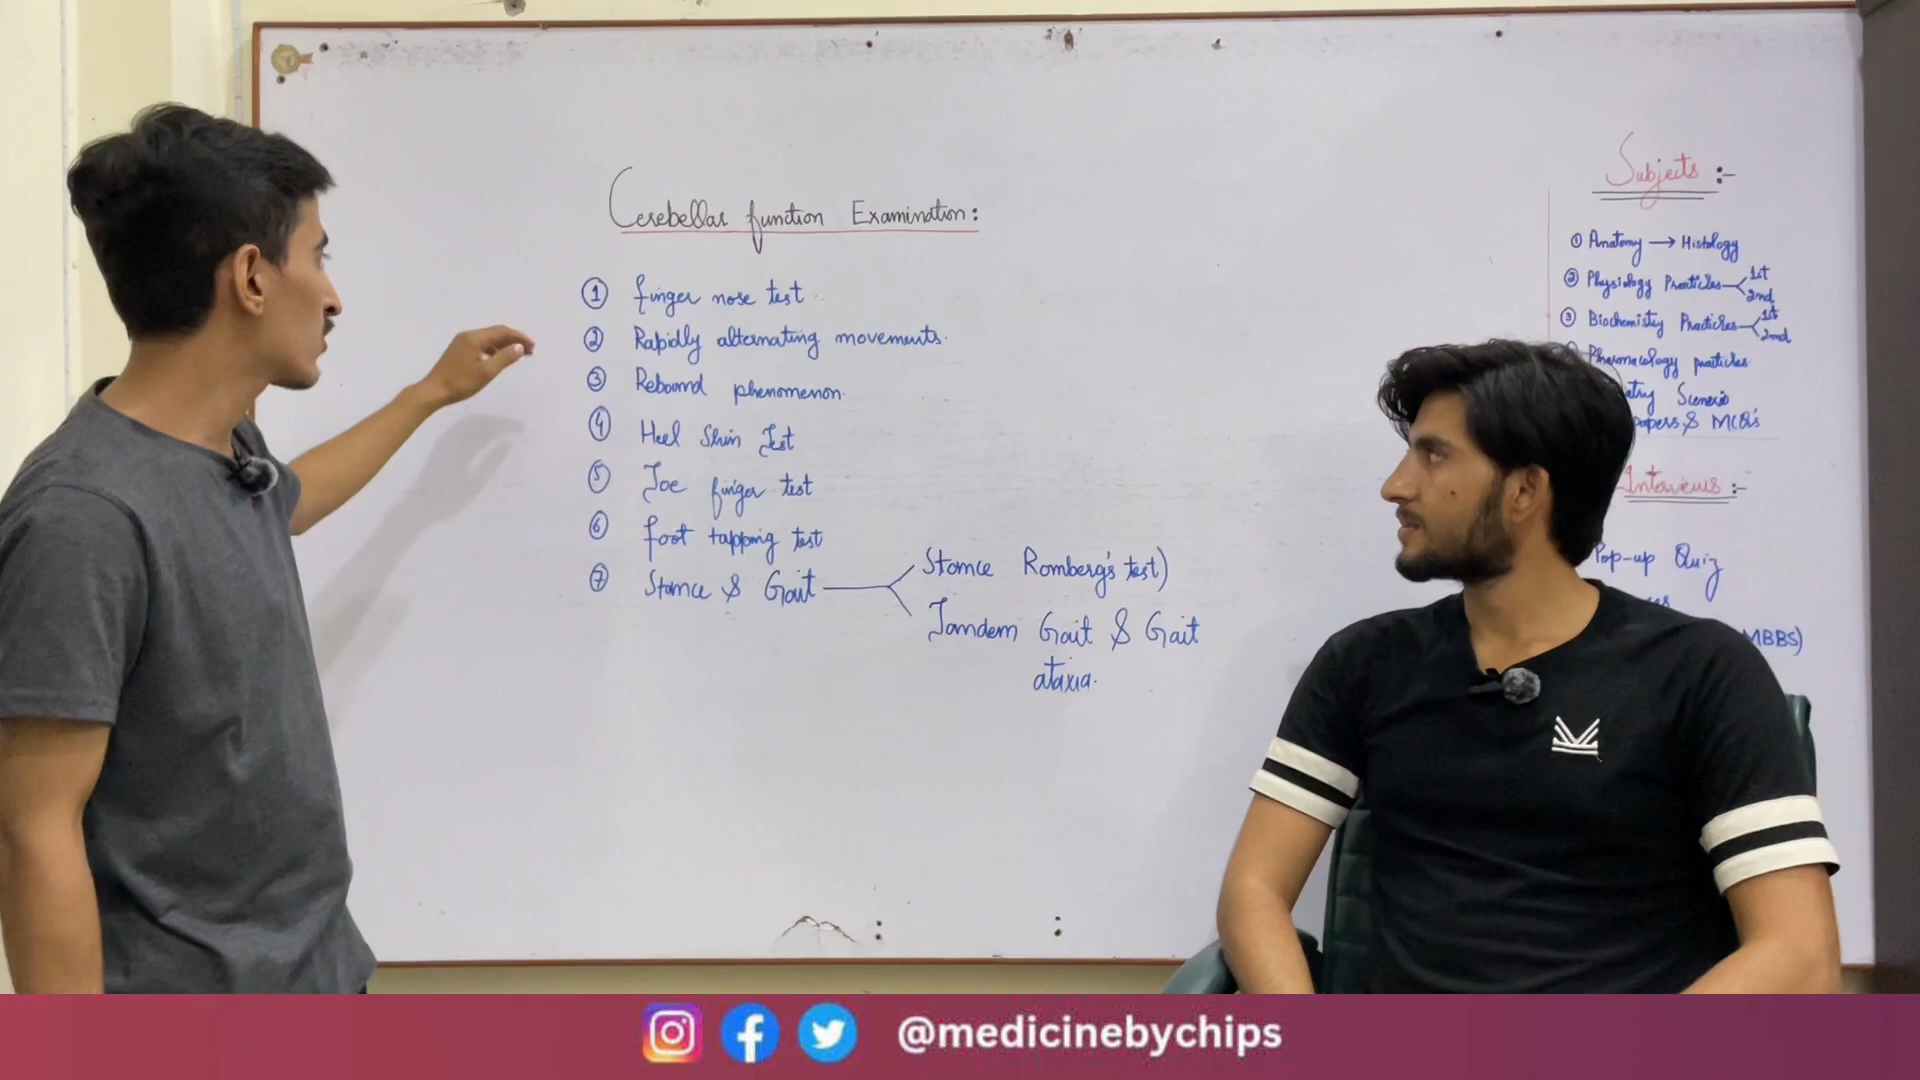 Cerebellar function Examination:
① finger nose test.
② Rapidly alternating movements.
③ Rebound phenomenon.
④ Heel Shin Test
⑤ Toe finger test
⑥ foot tapping test
⑦ Stance & Gait
Stance Romberg's test)
Tandem Gait & Gait
ataxia.
Subjects :-
① Anatomy → Histology
② Physiology Practicles
1st
2nd
③ Biochemistry Practicles
1st
2nd
Pharmacology practicles
Scenerio
papers & MCQ's
Interviews :-
Pop-up Quiz
MBBS)
@medicinebychips